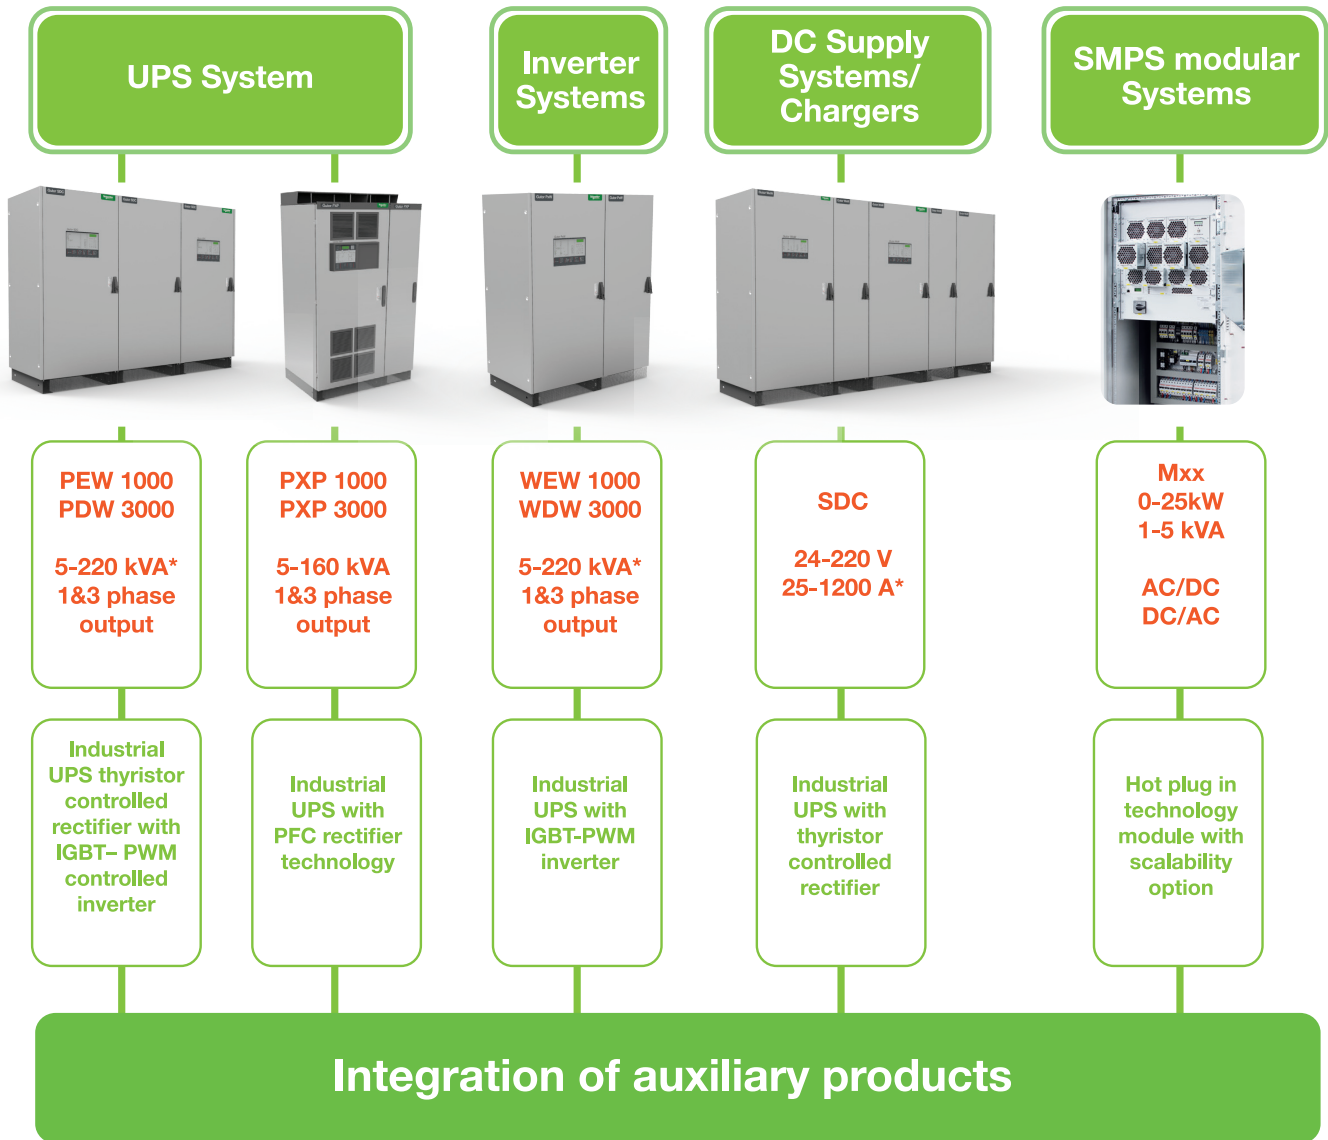 UPS System
Inverter
Systems
DC Supply
Systems/
Chargers
SMPS modular
Systems
PEW 1000
PDW 3000
5-220 kVA*
1&3 phase
output
PXP 1000
PXP 3000
5-160 kVA
1&3 phase
output
WEW 1000
WDW 3000
5-220 kVA*
1&3 phase
output
SDC
24-220 V
25-1200 A*
Mxx
0-25kW
1-5 kVA
AC/DC
DC/AC
Industrial
UPS thyristor
controlled
rectifier with
IGBT– PWM
controlled
inverter
Industrial
UPS with
PFC rectifier
technology
Industrial
UPS with
IGBT-PWM
inverter
Industrial
UPS with
thyristor
controlled
rectifier
Hot plug in
technology
module with
scalability
option
Integration of auxiliary products